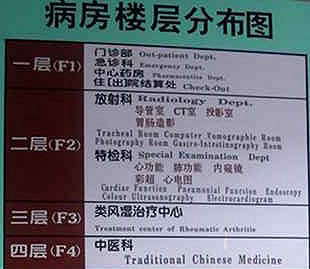 病房楼层分布图
一层(F1)
门诊部 Out-patient Dept.
急诊科 Emergency Dept.
中心药房 Pharmaceutics Dept.
住(出)院结算处 Check-Out
二层(F2)
放射科 Radiology Dept.
导管室 CT室 投影室
胃肠造影
Tracheal Room Computer Tomographic Room
Photography Room Gastro-Intestinography Room
特检科 Special Examination Dept
心功能 肺功能 内窥镜
彩超 心电图
Cardiac Function Pneumonial Function Endoscopy
Colour Ultrasonography Electrocardiogram
三层(F3)
类风湿治疗中心
Treatment center of Rheumatic Arthritis
四层(F4)
中医科
Traditional Chinese Medicine